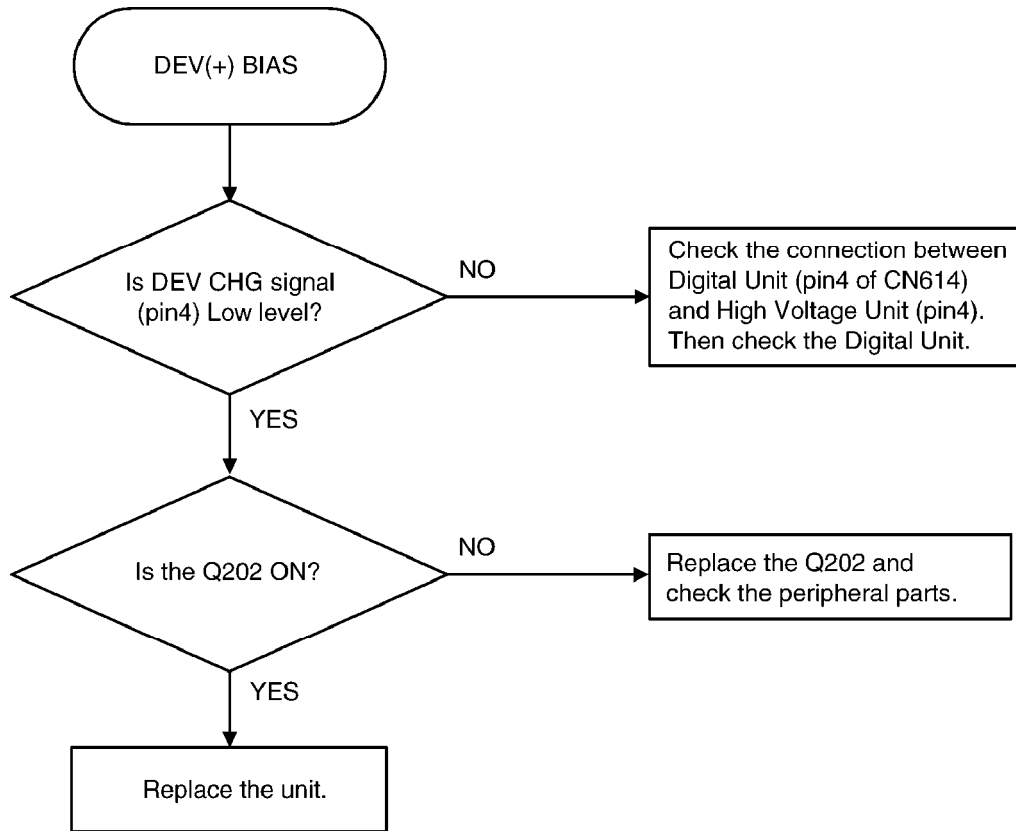 DEV(+) BIAS
Is DEV CHG signal
(pin4) Low level?
NO
Check the connection between
Digital Unit (pin4 of CN614)
and High Voltage Unit (pin4).
Then check the Digital Unit.
YES
Is the Q202 ON?
NO
Replace the Q202 and
check the peripheral parts.
YES
Replace the unit.